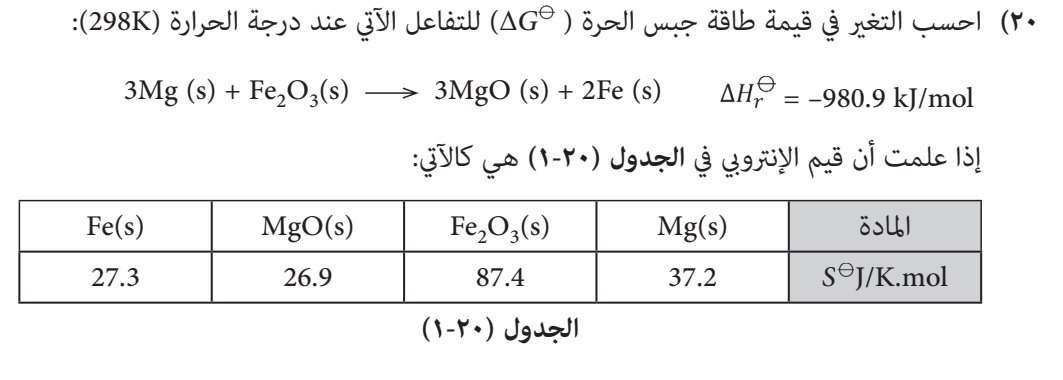 ٢٠) احسب التغير في قيمة طاقة جبس الحرة (ΔG⊖) للتفاعل الآتي عند درجة الحرارة (298K):
3Mg (s) + Fe₂O₃(s) ⟶ 3MgO (s) + 2Fe (s) ΔHᵣ⊖ = –980.9 kJ/mol
إذا علمت أن قيم الإنتروبي في الجدول (٢٠-١) هي كالآتي:
المادة Mg(s) Fe₂O₃(s) MgO(s) Fe(s)
S⊖J/K.mol 37.2 87.4 26.9 27.3
الجدول (٢٠-١)